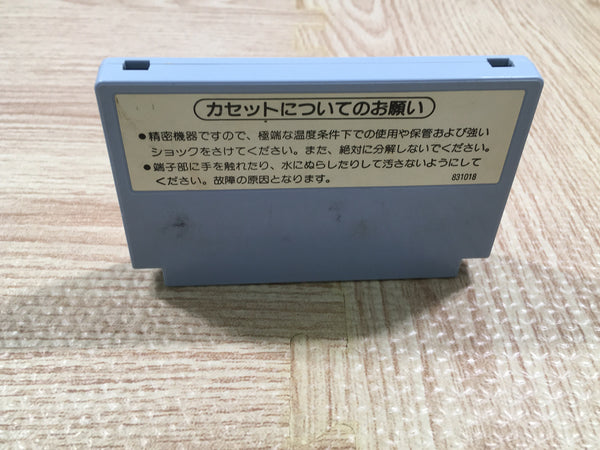 カセットについてのお願い
●精密機器ですので、極端な温度条件下での使用や保管および強い
ショックをさけてください。また、絶対に分解しないでください。
●端子部に手を触れたり、水にぬらしたりして汚さないようにして
ください。故障の原因となります。
831018